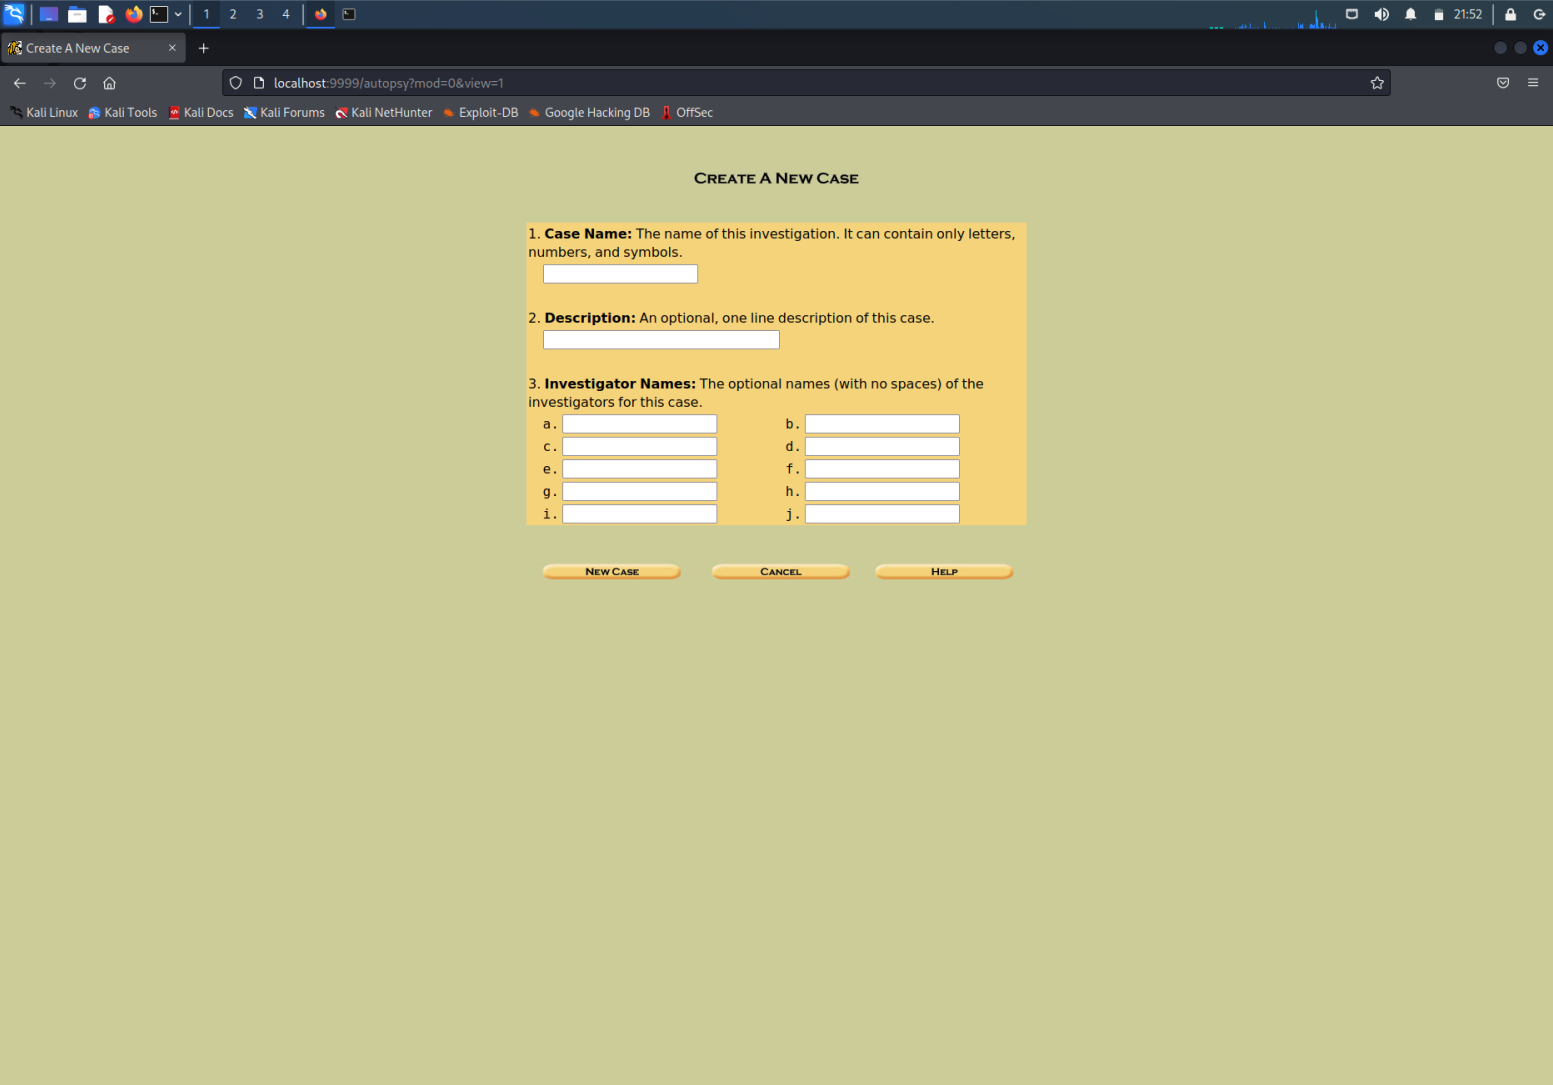 1 2 3 4 21:52
Create A New Case
localhost:9999/autopsy?mod=0&view=1
Kali Linux Kali Tools Kali Docs Kali Forums Kali NetHunter Exploit-DB Google Hacking DB OffSec
CREATE A NEW CASE
1. Case Name: The name of this investigation. It can contain only letters,
numbers, and symbols.
2. Description: An optional, one line description of this case.
3. Investigator Names: The optional names (with no spaces) of the
investigators for this case.
a. b.
c. d.
e. f.
g. h.
i. j.
NEW CASE CANCEL HELP